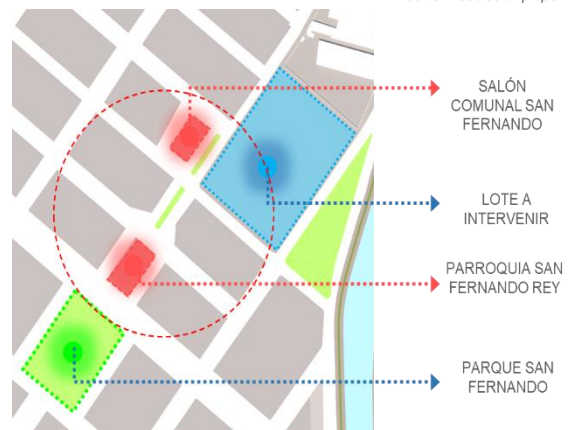 SALÓN
COMUNAL SAN
FERNANDO
LOTE A
INTERVENIR
PARROQUIA SAN
FERNANDO REY
PARQUE SAN
FERNANDO